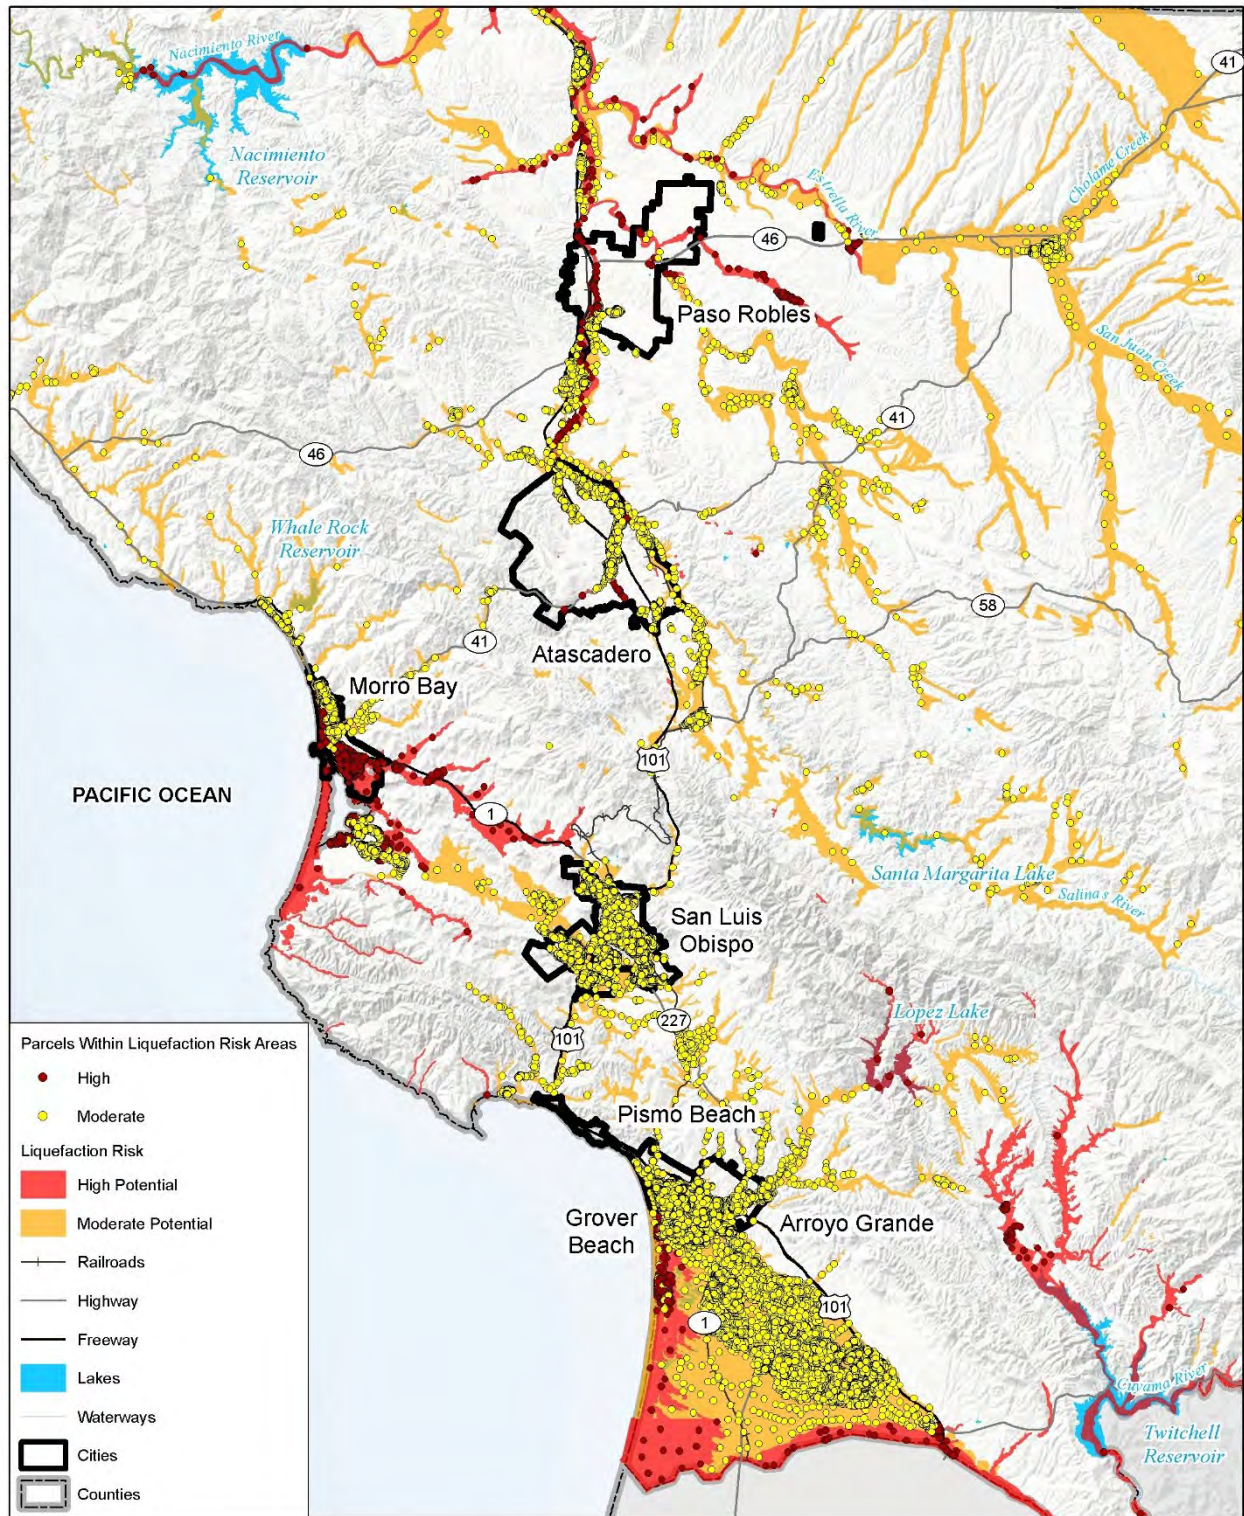 Nacimiento River
41
Nacimiento
Reservoir
Cholame Creek
Estrella River
46
Paso Robles
San Juan Creek
41
46
Whale Rock
Reservoir
58
41
Atascadero
Morro Bay
101
PACIFIC OCEAN
1
Santa Margarita Lake
Salinas River
San Luis
Obispo
Lopez Lake
227
101
Pismo Beach
Grover
Beach
Arroyo Grande
101
1
Cuyama River
Twitchell
Reservoir
Parcels Within Liquefaction Risk Areas
High
Moderate
Liquefaction Risk
High Potential
Moderate Potential
Railroads
Highway
Freeway
Lakes
Waterways
Cities
Counties